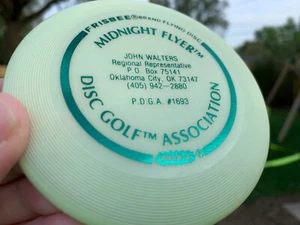 FRISBEE® BRAND FLYING DISC
MIDNIGHT FLYER™
JOHN WALTERS
Regional Representative
P.O. Box 75141
Oklahoma City, OK 73147
(405) 942-2880
P.D.G.A. #1693
DISC GOLF™ ASSOCIATION